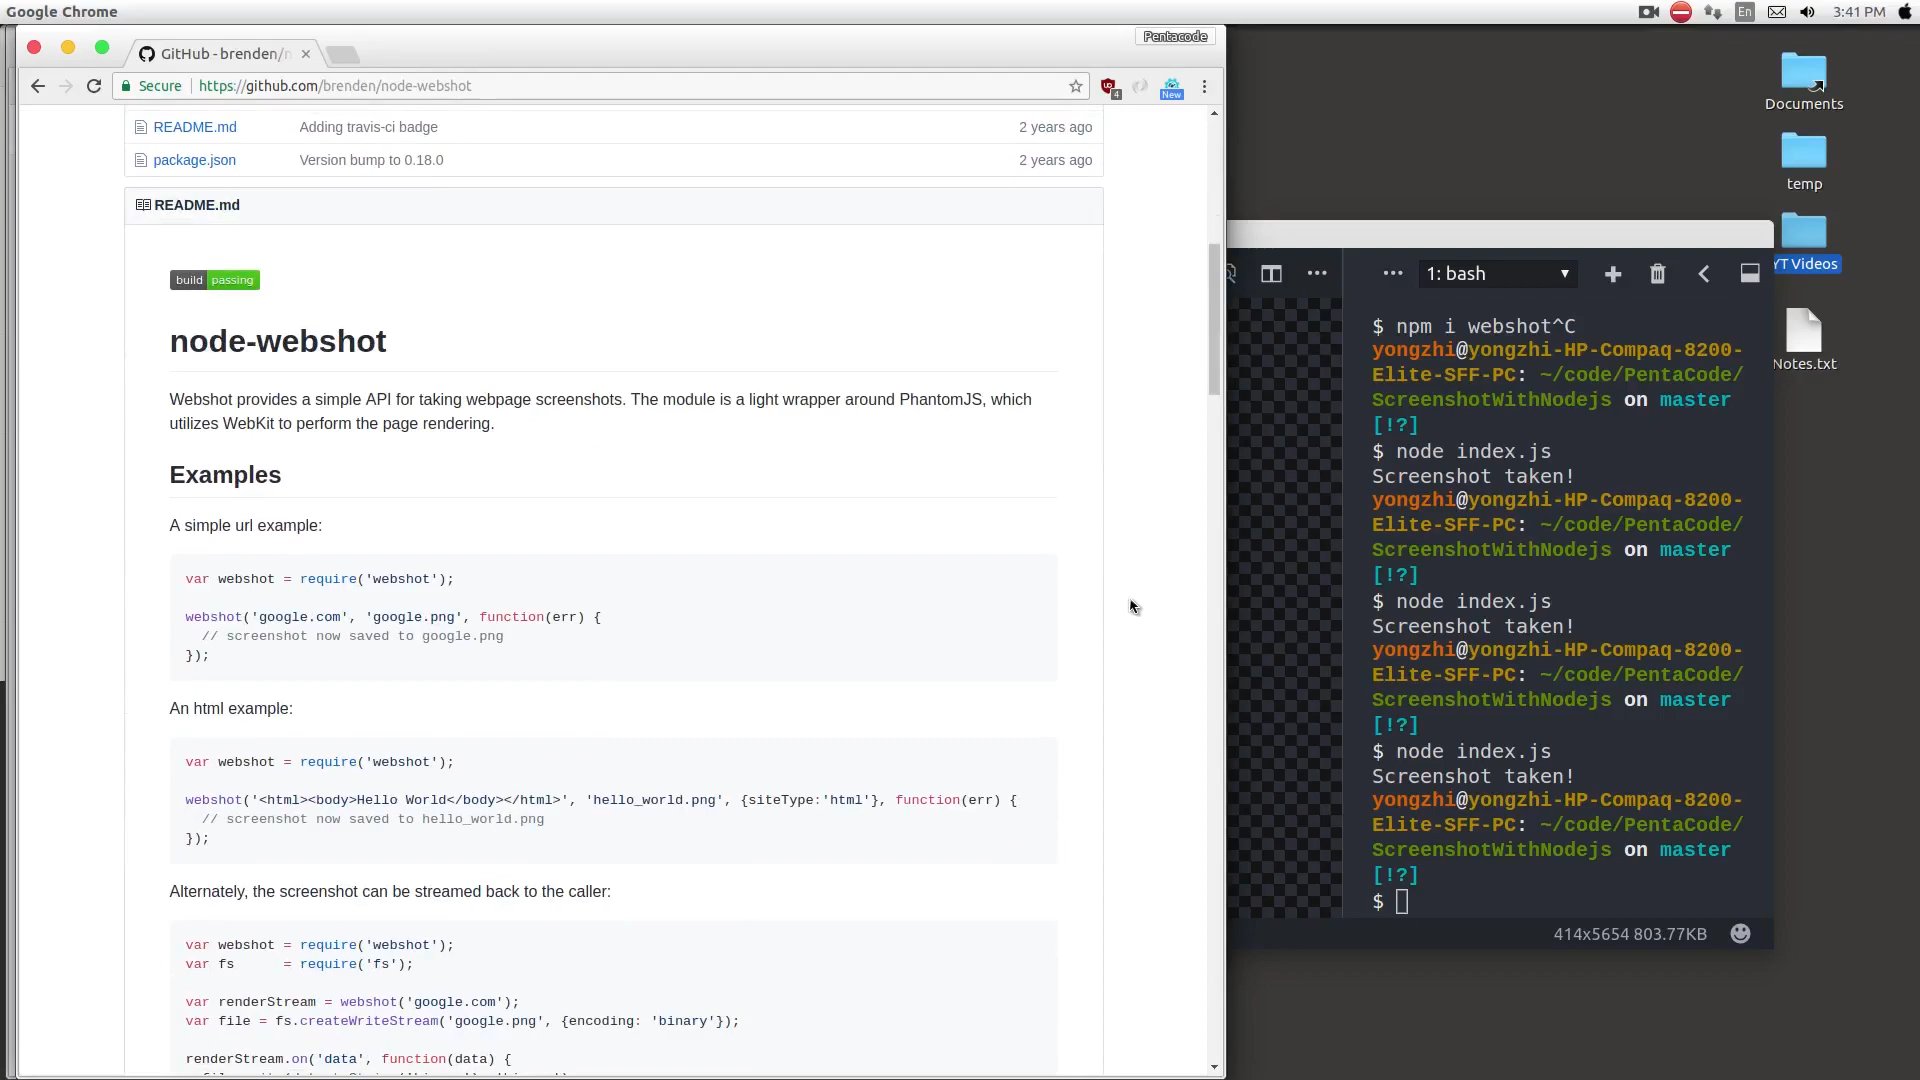 Google Chrome
En
3:41 PM
GitHub - brenden/n
Pentacode
Secure
https://github.com/brenden/node-webshot
4
New
README.md Adding travis-ci badge 2 years ago
package.json Version bump to 0.18.0 2 years ago
README.md
build passing
node-webshot
Webshot provides a simple API for taking webpage screenshots. The module is a light wrapper around PhantomJS, which
utilizes WebKit to perform the page rendering.
Examples
A simple url example:
var webshot = require('webshot');
webshot('google.com', 'google.png', function(err) {
// screenshot now saved to google.png
});
An html example:
var webshot = require('webshot');
webshot('<html><body>Hello World</body></html>', 'hello_world.png', {siteType:'html'}, function(err) {
// screenshot now saved to hello_world.png
});
Alternately, the screenshot can be streamed back to the caller:
var webshot = require('webshot');
var fs      = require('fs');
var renderStream = webshot('google.com');
var file = fs.createWriteStream('google.png', {encoding: 'binary'});
renderStream.on('data', function(data) {
1: bash
$ npm i webshot^C
yongzhi@yongzhi-HP-Compaq-8200-
Elite-SFF-PC: ~/code/PentaCode/
ScreenshotWithNodejs on master
[!?]
$ node index.js
Screenshot taken!
yongzhi@yongzhi-HP-Compaq-8200-
Elite-SFF-PC: ~/code/PentaCode/
ScreenshotWithNodejs on master
[!?]
$ node index.js
Screenshot taken!
yongzhi@yongzhi-HP-Compaq-8200-
Elite-SFF-PC: ~/code/PentaCode/
ScreenshotWithNodejs on master
[!?]
$ node index.js
Screenshot taken!
yongzhi@yongzhi-HP-Compaq-8200-
Elite-SFF-PC: ~/code/PentaCode/
ScreenshotWithNodejs on master
[!?]
$
414x5654 803.77KB
Documents
temp
YT Videos
Notes.txt